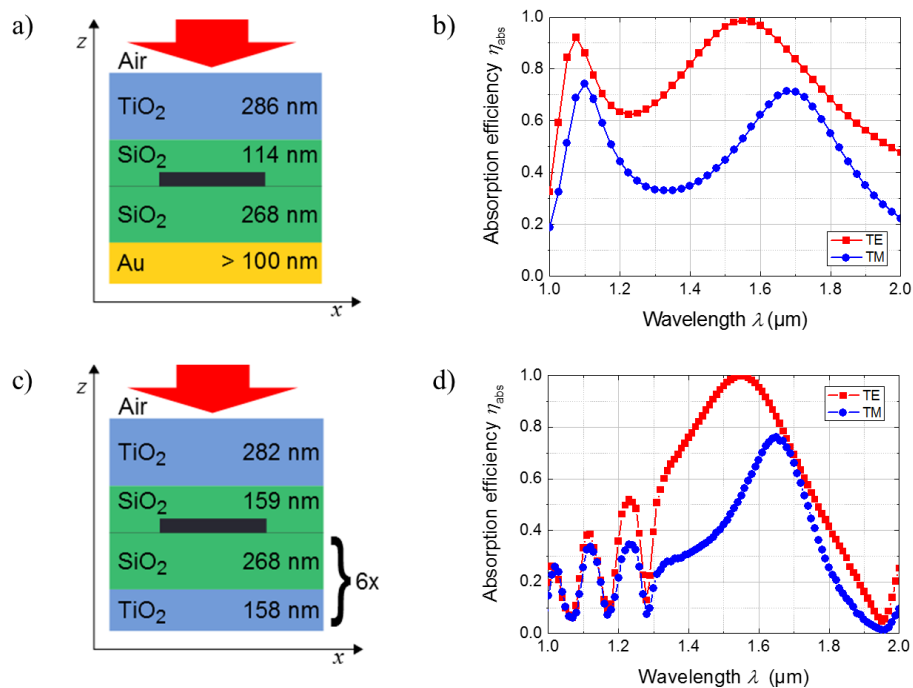 a)
z
Air
TiO₂ 286 nm
SiO₂ 114 nm
SiO₂ 268 nm
Au > 100 nm
x
b)
Absorption efficiency ηabs
1.0
0.8
0.6
0.4
0.2
0.0
TE
TM
1.0 1.2 1.4 1.6 1.8 2.0
Wavelength λ (µm)
c)
z
Air
TiO₂ 282 nm
SiO₂ 159 nm
SiO₂ 268 nm
6x
TiO₂ 158 nm
x
d)
Absorption efficiency ηabs
1.0
0.8
0.6
0.4
0.2
0.0
TE
TM
1.0 1.2 1.4 1.6 1.8 2.0
Wavelength λ (µm)